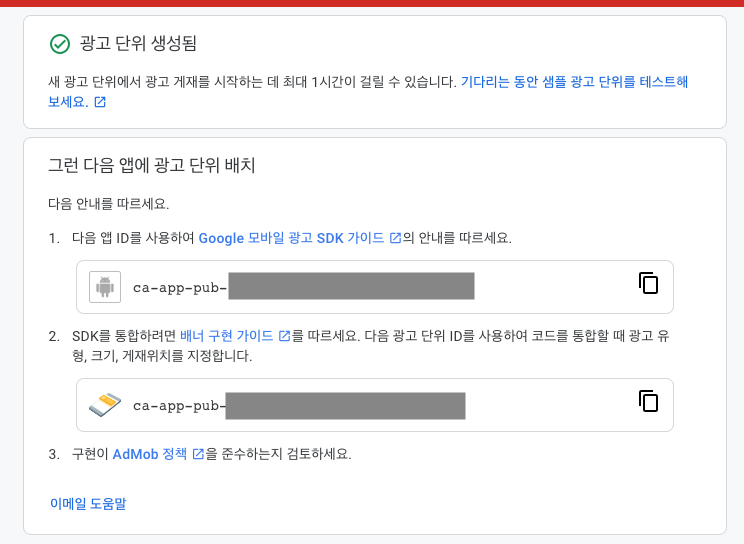 광고 단위 생성됨
새 광고 단위에서 광고 게재를 시작하는 데 최대 1시간이 걸릴 수 있습니다. 기다리는 동안 샘플 광고 단위를 테스트해
보세요.
그런 다음 앱에 광고 단위 배치
다음 안내를 따르세요.
1. 다음 앱 ID를 사용하여 Google 모바일 광고 SDK 가이드의 안내를 따르세요.
ca-app-pub-
2. SDK를 통합하려면 배너 구현 가이드를 따르세요. 다음 광고 단위 ID를 사용하여 코드를 통합할 때 광고 유
형, 크기, 게재위치를 지정합니다.
ca-app-pub-
3. 구현이 AdMob 정책을 준수하는지 검토하세요.
이메일 도움말